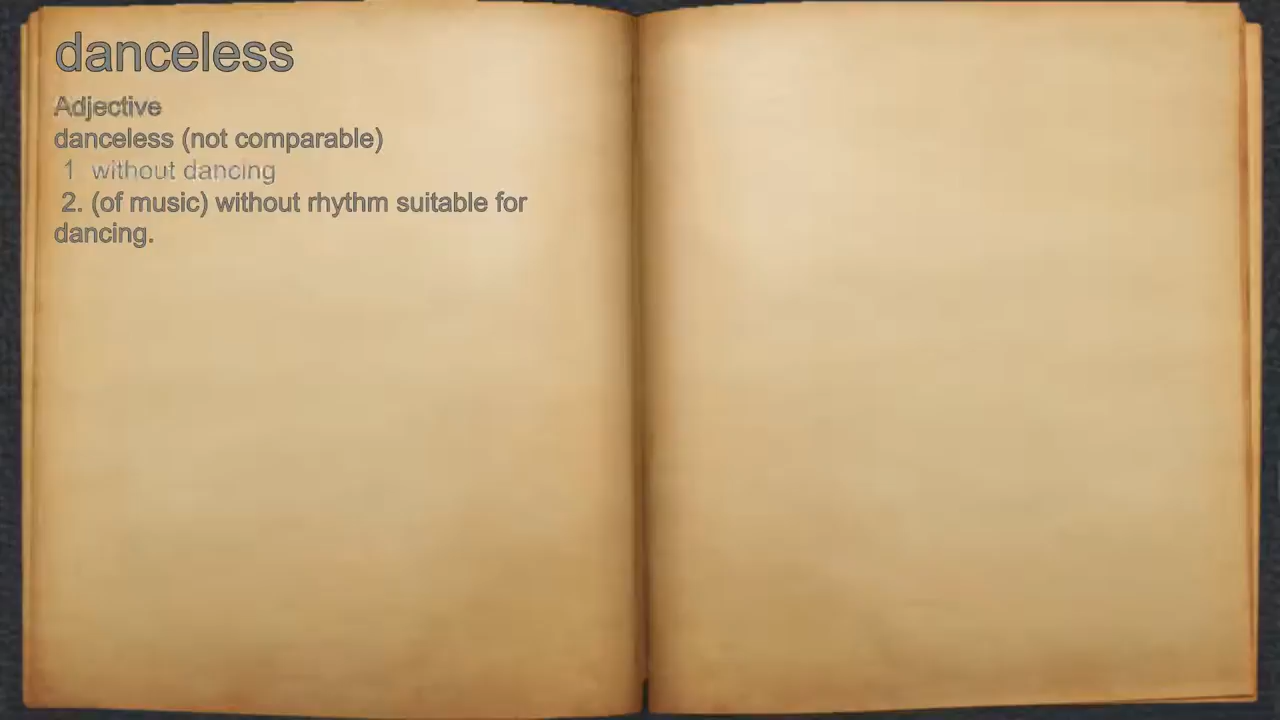 danceless
Adjective
danceless (not comparable)
1 without dancing
2. (of music) without rhythm suitable for
dancing.